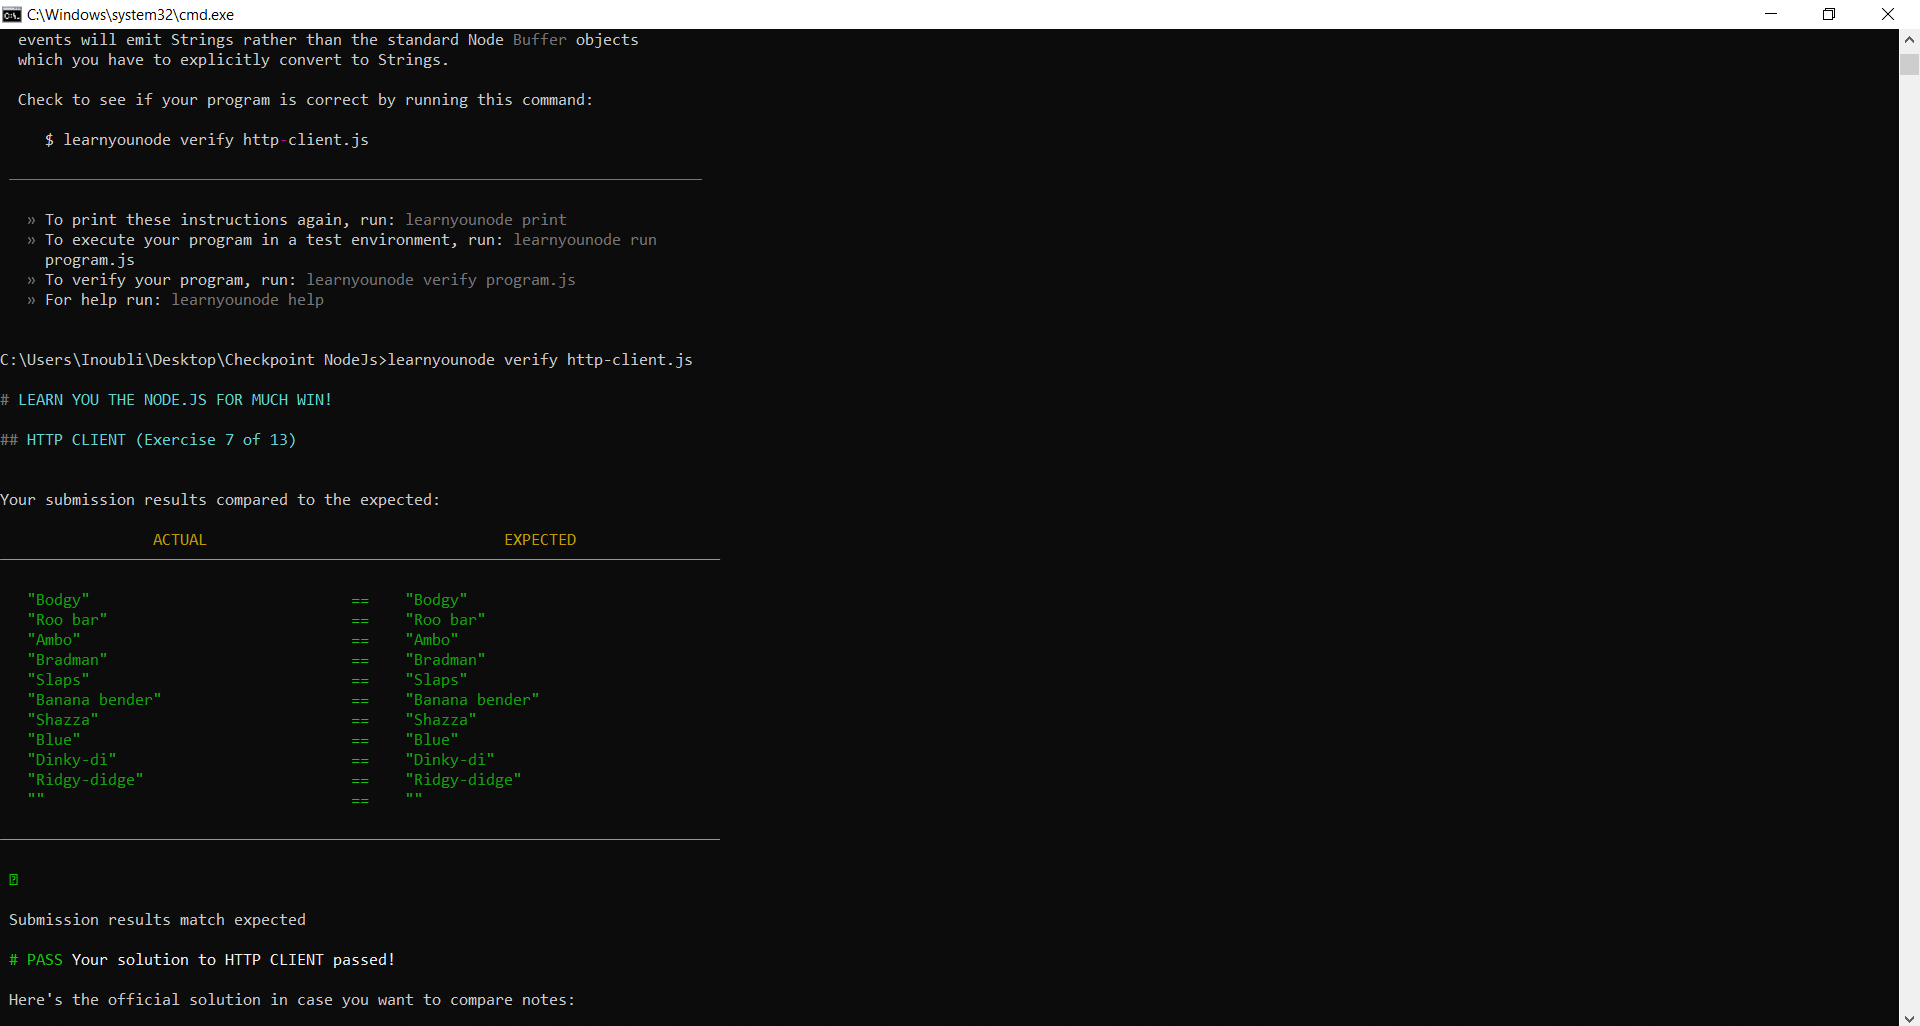 C:\Windows\system32\cmd.exe
events will emit Strings rather than the standard Node Buffer objects
which you have to explicitly convert to Strings.
Check to see if your program is correct by running this command:
$ learnyounode verify http-client.js
» To print these instructions again, run: learnyounode print
» To execute your program in a test environment, run: learnyounode run
program.js
» To verify your program, run: learnyounode verify program.js
» For help run: learnyounode help
C:\Users\Inoubli\Desktop\Checkpoint NodeJs>learnyounode verify http-client.js
# LEARN YOU THE NODE.JS FOR MUCH WIN!
## HTTP CLIENT (Exercise 7 of 13)
Your submission results compared to the expected:
ACTUAL EXPECTED
"Bodgy" == "Bodgy"
"Roo bar" == "Roo bar"
"Ambo" == "Ambo"
"Bradman" == "Bradman"
"Slaps" == "Slaps"
"Banana bender" == "Banana bender"
"Shazza" == "Shazza"
"Blue" == "Blue"
"Dinky-di" == "Dinky-di"
"Ridgy-didge" == "Ridgy-didge"
"" == ""
Submission results match expected
# PASS Your solution to HTTP CLIENT passed!
Here's the official solution in case you want to compare notes: